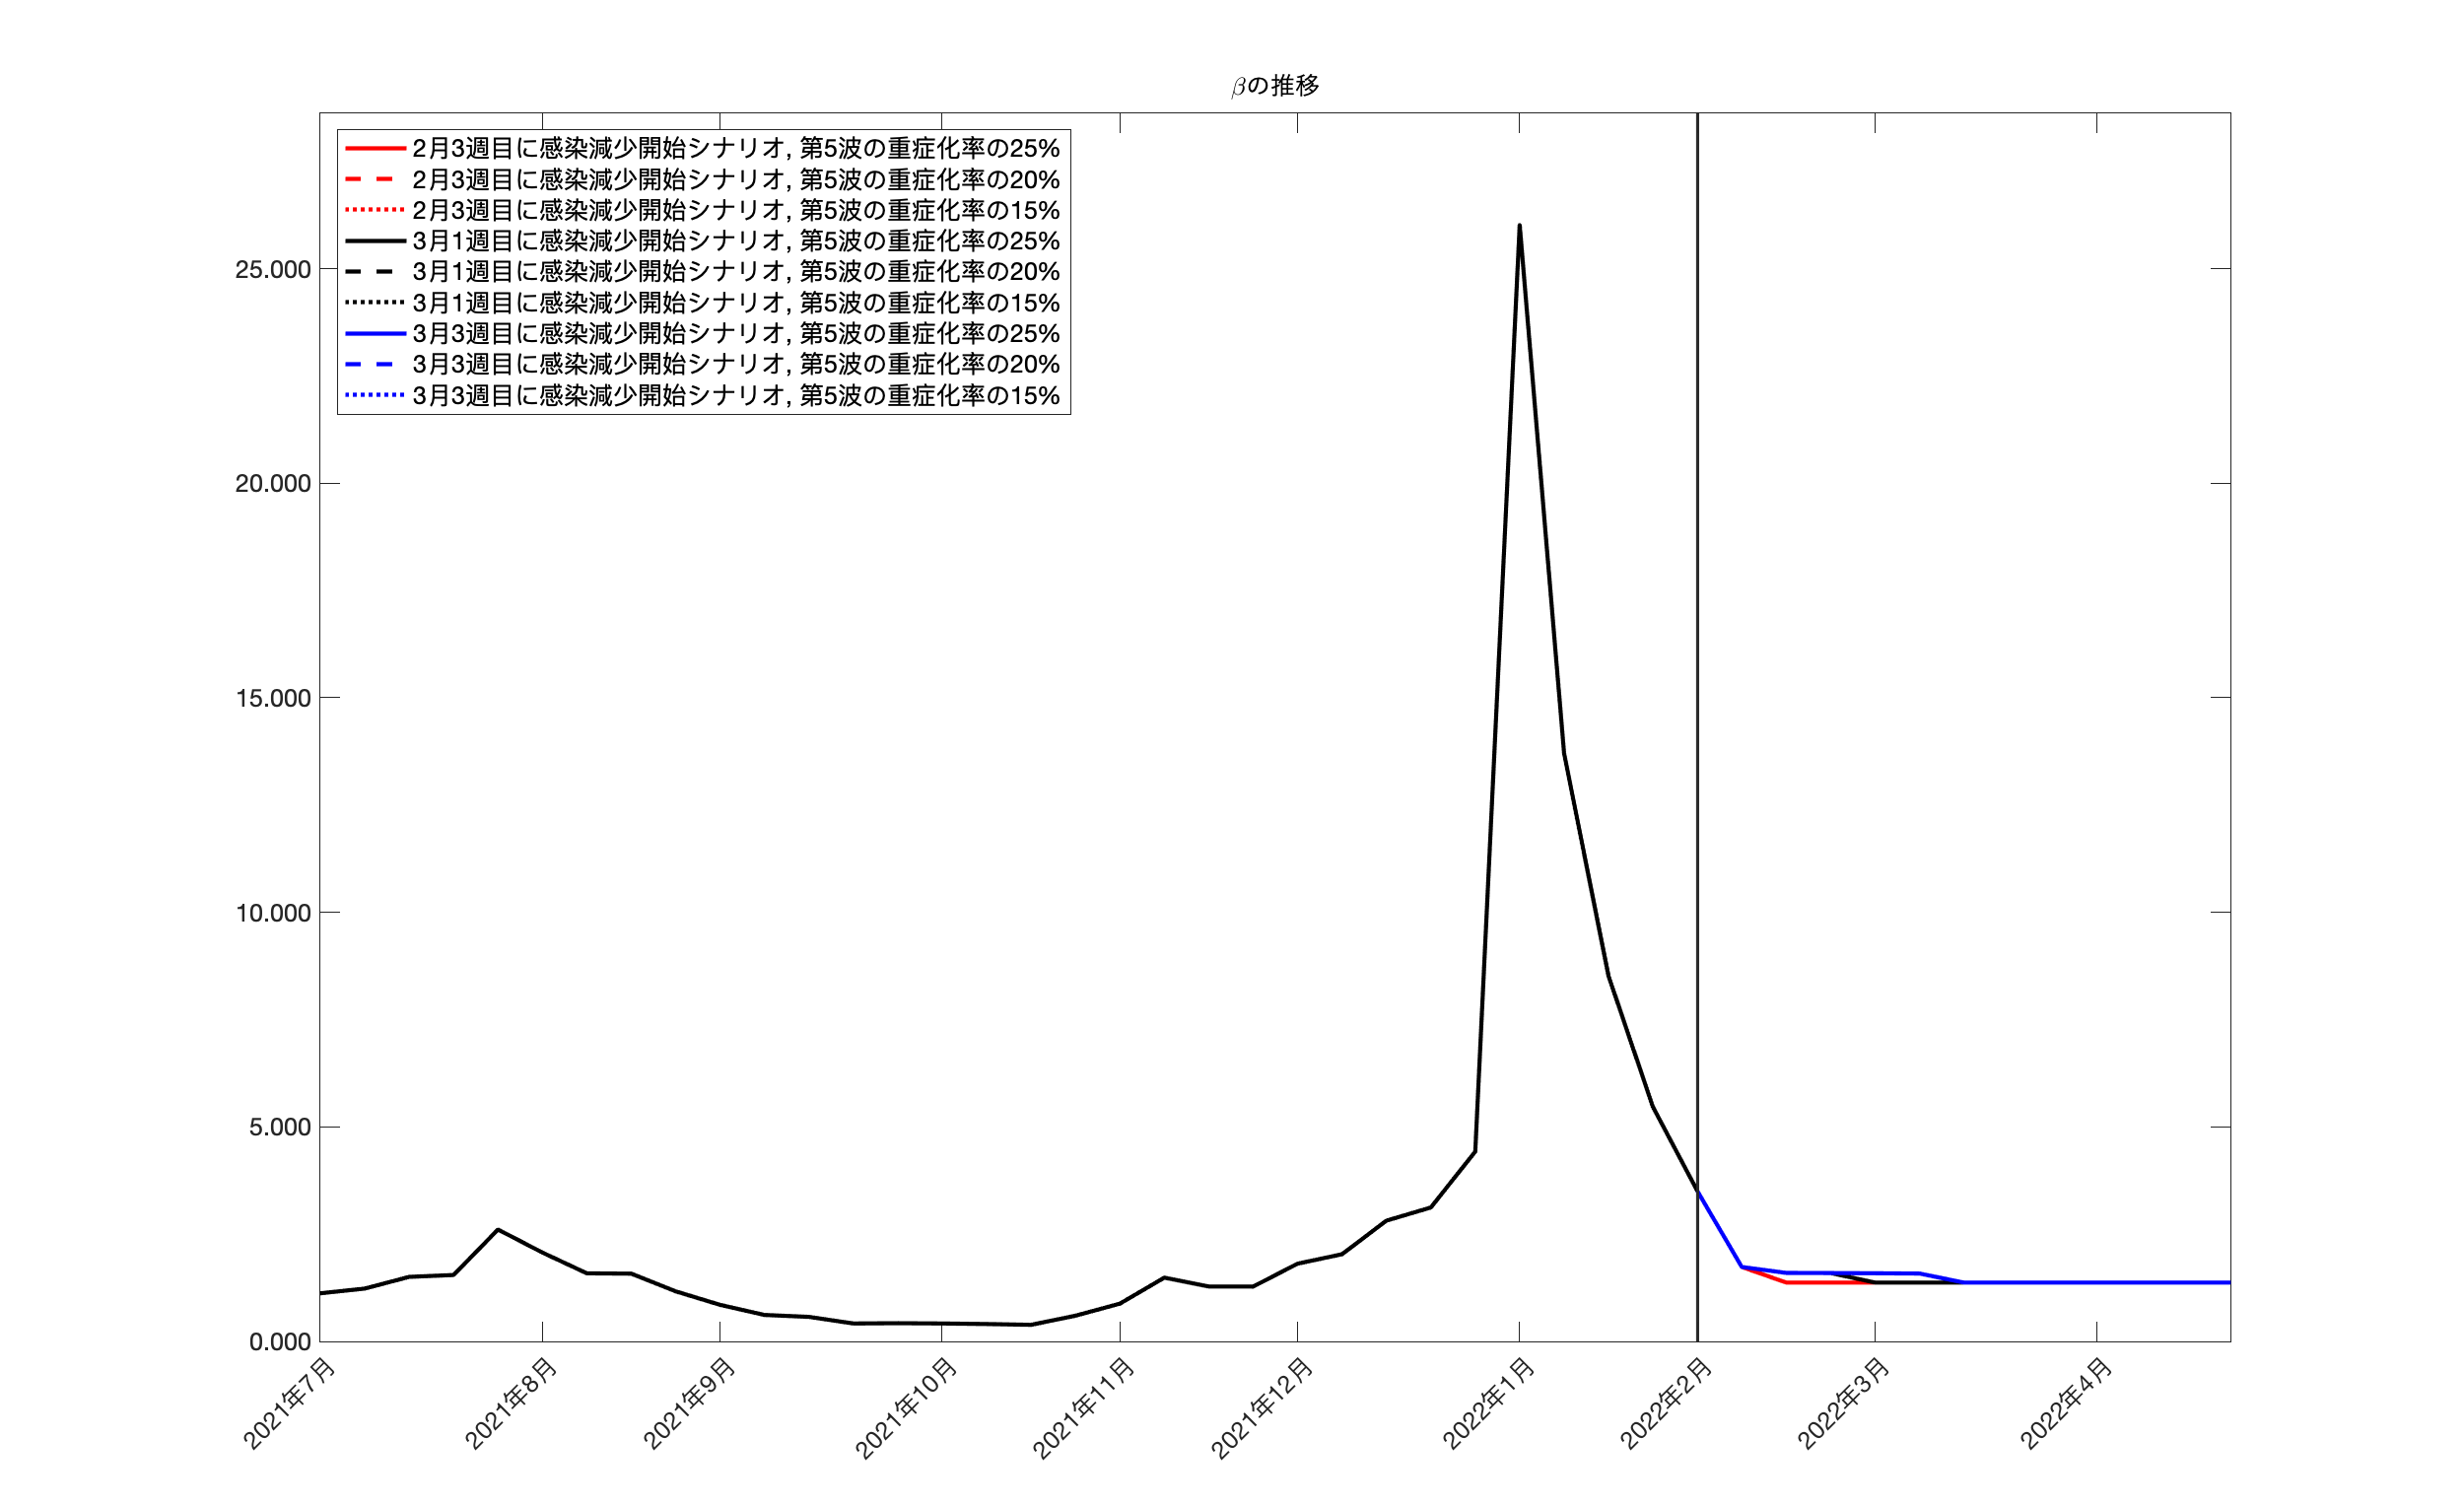 βの推移
2月3週目に感染減少開始シナリオ, 第5波の重症化率の25%
2月3週目に感染減少開始シナリオ, 第5波の重症化率の20%
2月3週目に感染減少開始シナリオ, 第5波の重症化率の15%
3月1週目に感染減少開始シナリオ, 第5波の重症化率の25%
3月1週目に感染減少開始シナリオ, 第5波の重症化率の20%
3月1週目に感染減少開始シナリオ, 第5波の重症化率の15%
3月3週目に感染減少開始シナリオ, 第5波の重症化率の25%
3月3週目に感染減少開始シナリオ, 第5波の重症化率の20%
3月3週目に感染減少開始シナリオ, 第5波の重症化率の15%
25.000
20.000
15.000
10.000
5.000
0.000
2021年7月
2021年8月
2021年9月
2021年10月
2021年11月
2021年12月
2022年1月
2022年2月
2022年3月
2022年4月